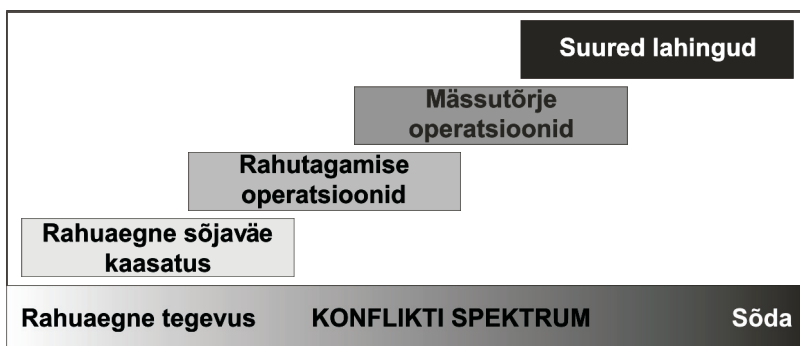 Suured lahingud
Mässutõrje
operatsioonid
Rahutagamise
operatsioonid
Rahuaegne sõjaväe
kaasatus
Rahuaegne tegevus KONFLIKTI SPEKTRUM Sõda